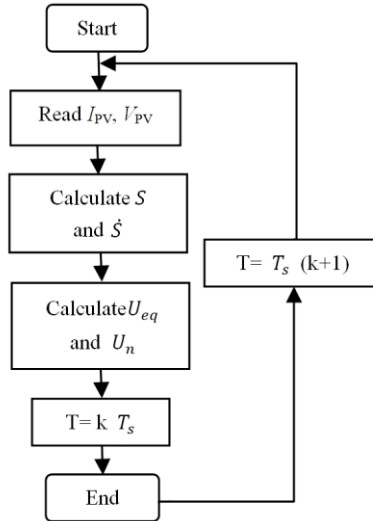 Start
Read I_PV, V_PV
Calculate S
and Ṡ
Calculate U_eq
and U_n
T= k T_s
End
T= T_s (k+1)